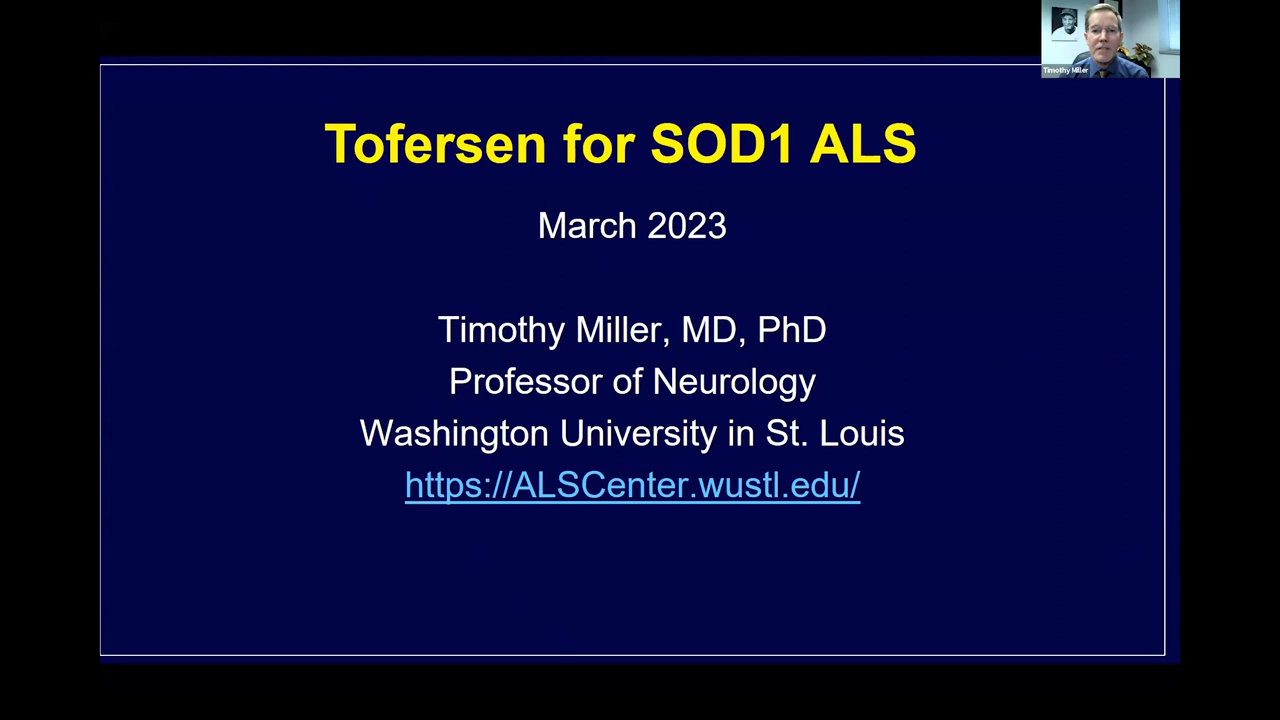 Timothy Miller
Tofersen for SOD1 ALS
March 2023
Timothy Miller, MD, PhD
Professor of Neurology
Washington University in St. Louis
https://ALSCenter.wustl.edu/